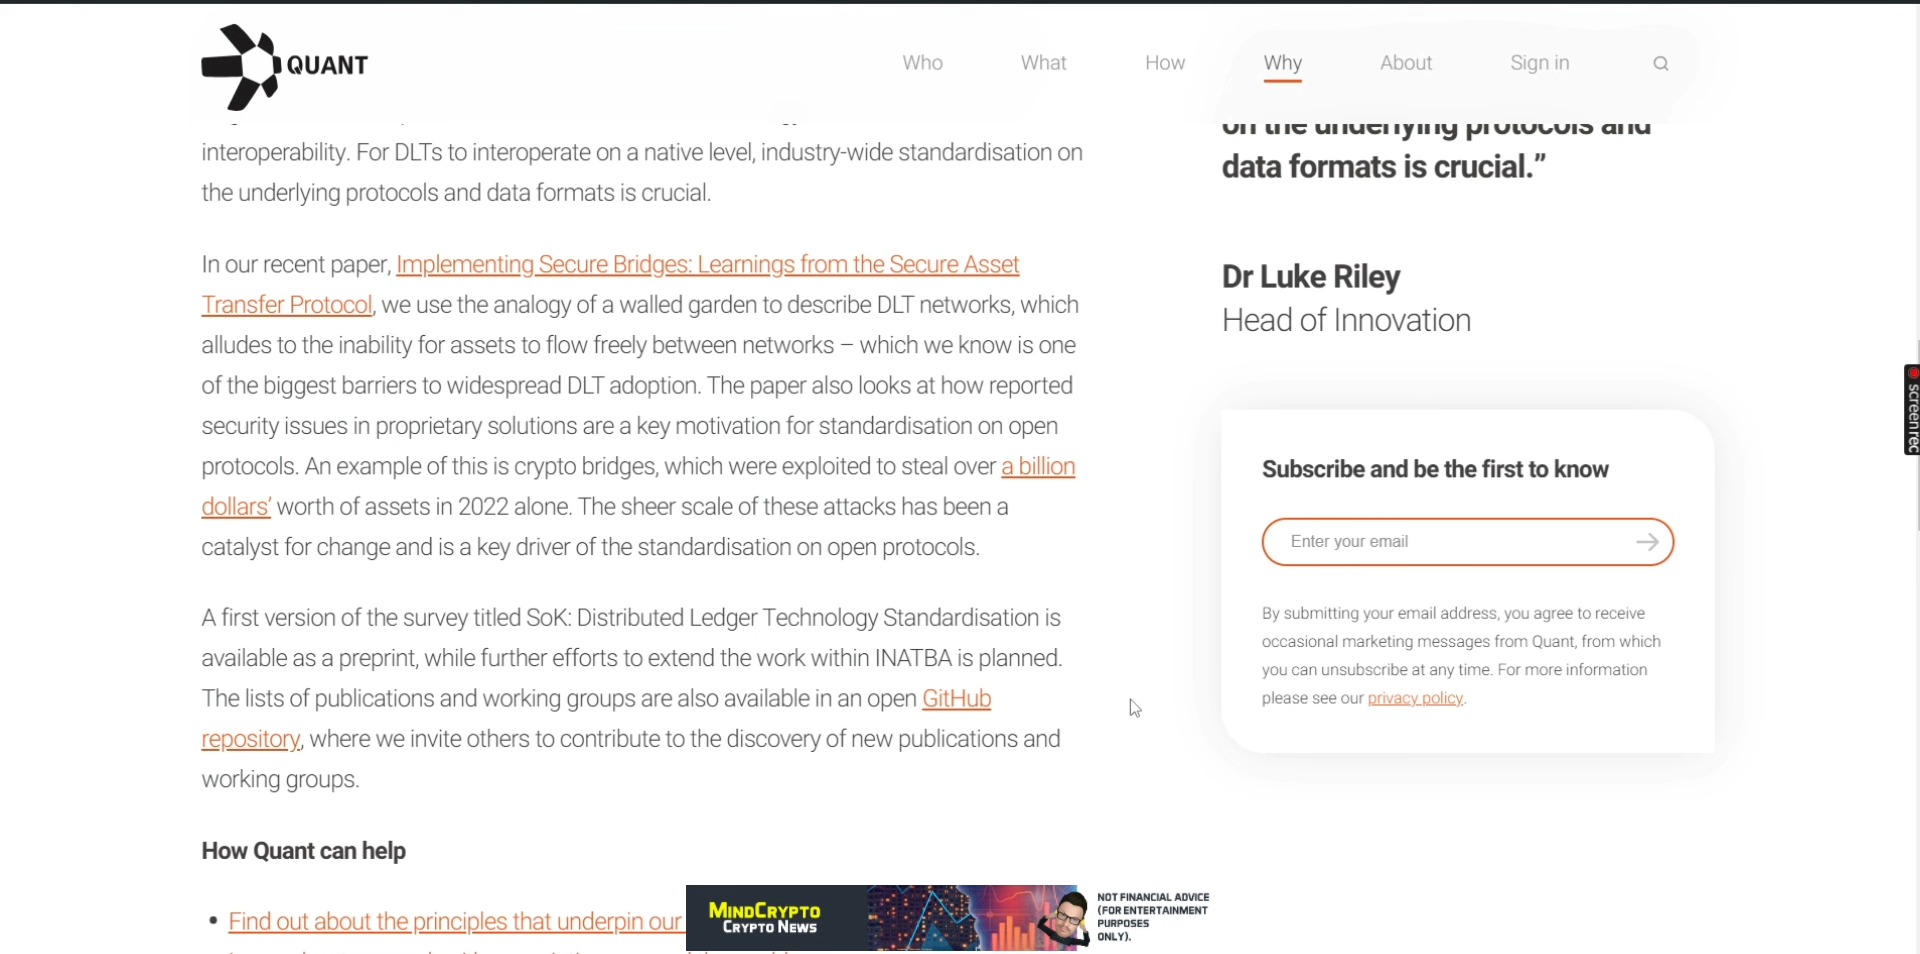 QUANT
Who
What
How
Why
About
Sign in
interoperability. For DLTs to interoperate on a native level, industry-wide standardisation on
the underlying protocols and data formats is crucial.
In our recent paper, Implementing Secure Bridges: Learnings from the Secure Asset
Transfer Protocol, we use the analogy of a walled garden to describe DLT networks, which
alludes to the inability for assets to flow freely between networks – which we know is one
of the biggest barriers to widespread DLT adoption. The paper also looks at how reported
security issues in proprietary solutions are a key motivation for standardisation on open
protocols. An example of this is crypto bridges, which were exploited to steal over a billion
dollars’ worth of assets in 2022 alone. The sheer scale of these attacks has been a
catalyst for change and is a key driver of the standardisation on open protocols.
A first version of the survey titled SoK: Distributed Ledger Technology Standardisation is
available as a preprint, while further efforts to extend the work within INATBA is planned.
The lists of publications and working groups are also available in an open GitHub
repository, where we invite others to contribute to the discovery of new publications and
working groups.
How Quant can help
• Find out about the principles that underpin our
on the underlying protocols and
data formats is crucial.”
Dr Luke Riley
Head of Innovation
Subscribe and be the first to know
Enter your email
By submitting your email address, you agree to receive
occasional marketing messages from Quant, from which
you can unsubscribe at any time. For more information
please see our privacy policy.
screen rec
MINDCRYPTO
CRYPTO NEWS
NOT FINANCIAL ADVICE
(FOR ENTERTAINMENT
PURPOSES
ONLY).